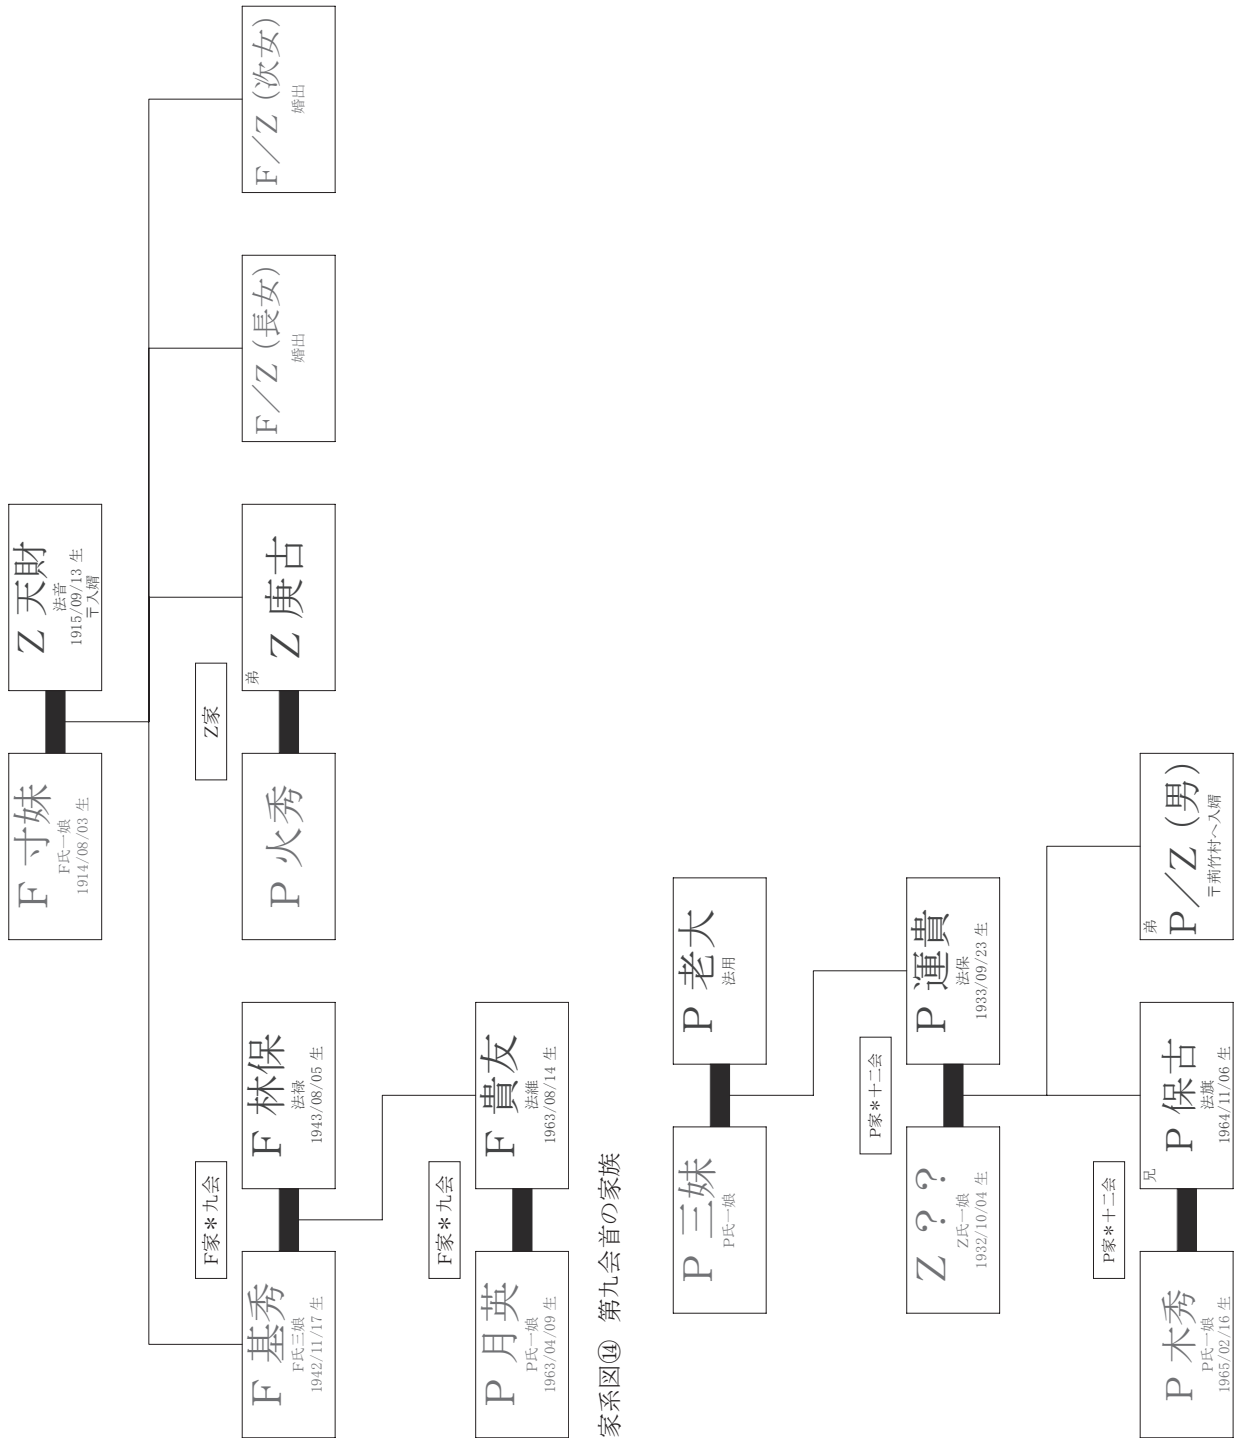 F 寸妹
F氏一娘
1914/08/03 生
Z 天財
法音
1915/09/13 生
〒入婿
F家＊九会
F 基秀
F氏三娘
1942/11/17 生
F 林保
法禄
1943/08/05 生
Z家
P 火秀
弟
Z 庚古
F／Z (長女)
婚出
F／Z (次女)
婚出
F家＊九会
P 月英
P氏一娘
1963/04/09 生
F 貴友
法維
1963/08/14 生
家系図⑭ 第九会首の家族
P 三妹
P氏一娘
P 老大
法用
P家＊十二会
Z ? ?
Z氏一娘
1932/10/04 生
P 運貴
法保
1933/09/23 生
P家＊十二会
P 木秀
P氏一娘
1965/02/16 生
兄
P 保古
法旗
1964/11/06 生
弟
P／Z (男)
〒荊竹村へ入婿